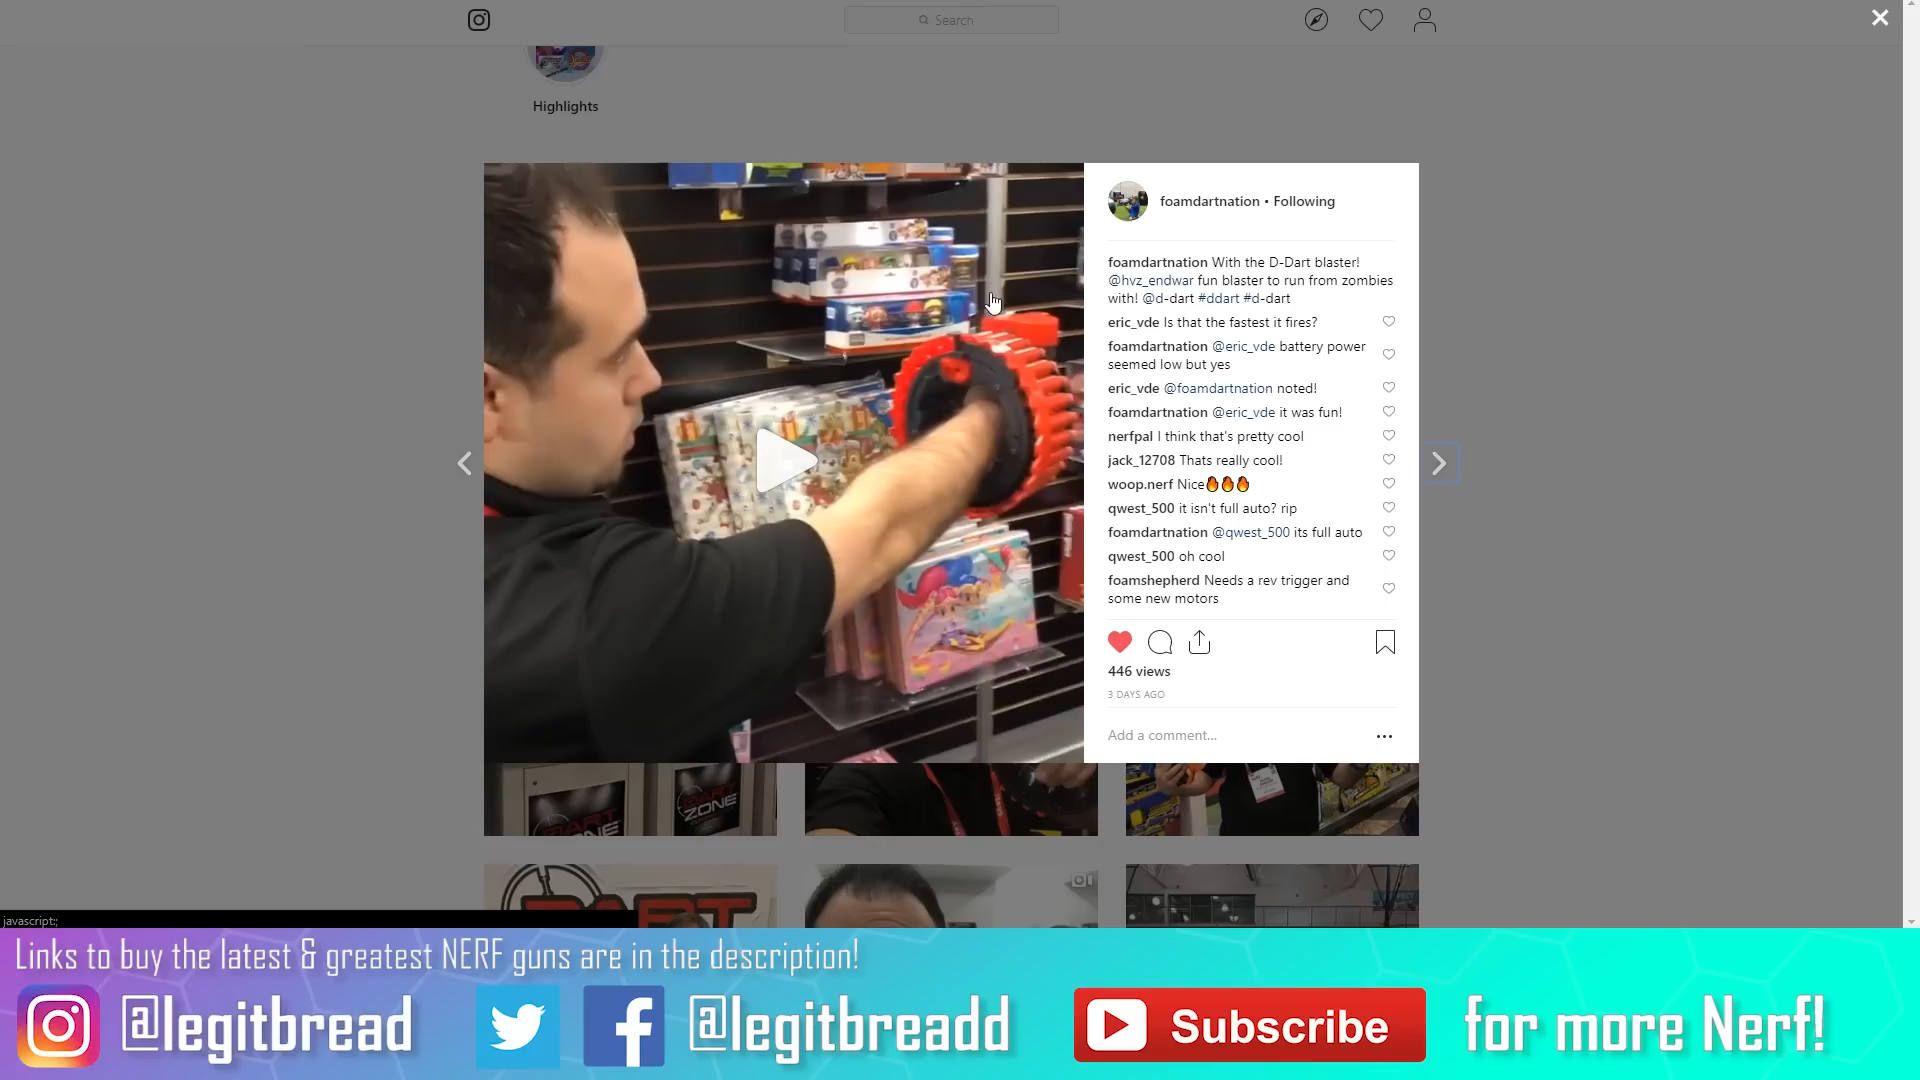 Search
Highlights
foamdartnation • Following
foamdartnation With the D-Dart blaster!
@hvz_endwar fun blaster to run from zombies
with! @d-dart #ddart #d-dart
eric_vde Is that the fastest it fires?
foamdartnation @eric_vde battery power
seemed low but yes
eric_vde @foamdartnation noted!
foamdartnation @eric_vde it was fun!
nerfpal I think that's pretty cool
jack_12708 Thats really cool!
woop.nerf Nice🔥🔥🔥
qwest_500 it isn't full auto? rip
foamdartnation @qwest_500 its full auto
qwest_500 oh cool
foamshepherd Needs a rev trigger and
some new motors
446 views
3 DAYS AGO
Add a comment...
DART ZONE
DART
ZONE
DART
javascript:;
Links to buy the latest & greatest NERF guns are in the description!
@legitbread
@legitbreadd
Subscribe
for more Nerf!